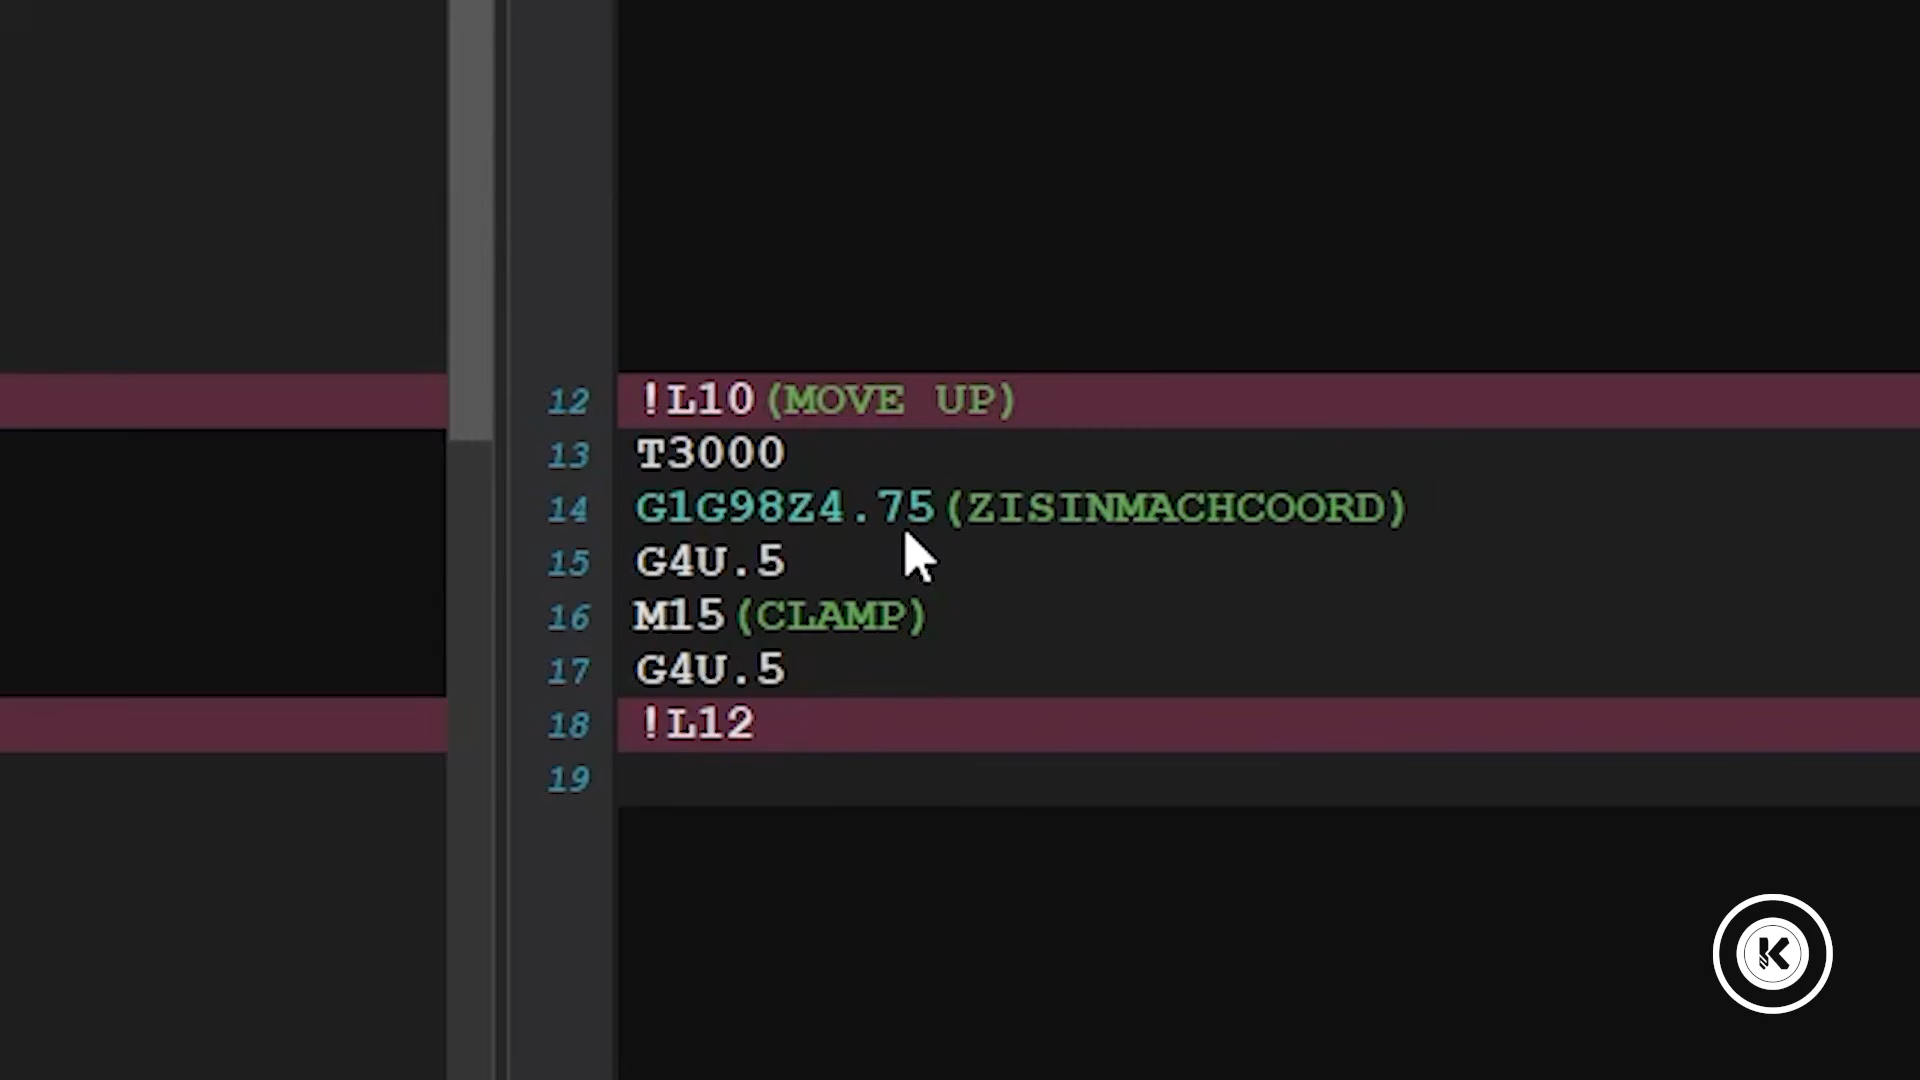 12 !L10(MOVE UP)
13 T3000
14 G1G98Z4.75(ZISINMACHCOORD)
15 G4U.5
16 M15(CLAMP)
17 G4U.5
18 !L12
19
K